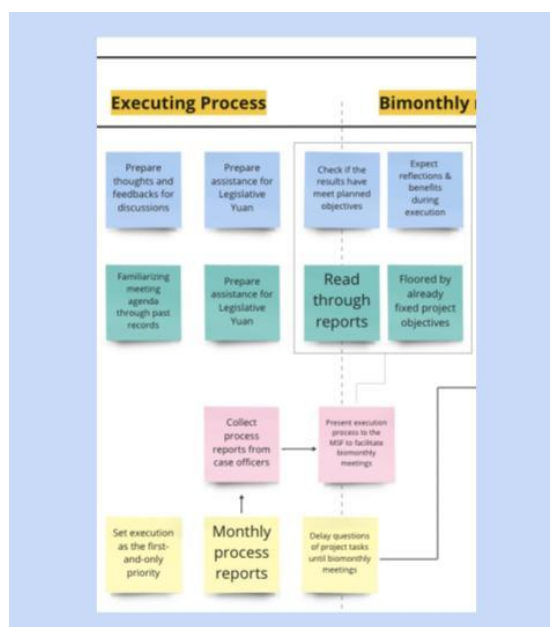 Executing Process
Bimonthly
Prepare
thoughts and
feedbacks for
discussions
Prepare
assistance for
Legislative
Yuan
Check if the
results have
meet planned
objectives
Expect
reflections &
benefits
during
execution
Familiarizing
meeting
agenda
through past
records
Prepare
assistance for
Legislative
Yuan
Read
through
reports
Floored by
already
fixed project
objectives
Collect
process
reports from
case officers
Present execution
process to the
MSF to facilitate
biomonthly
meetings
Set execution
as the first-
and-only
priority
Monthly
process
reports
Delay questions
of project tasks
until biomonthly
meetings